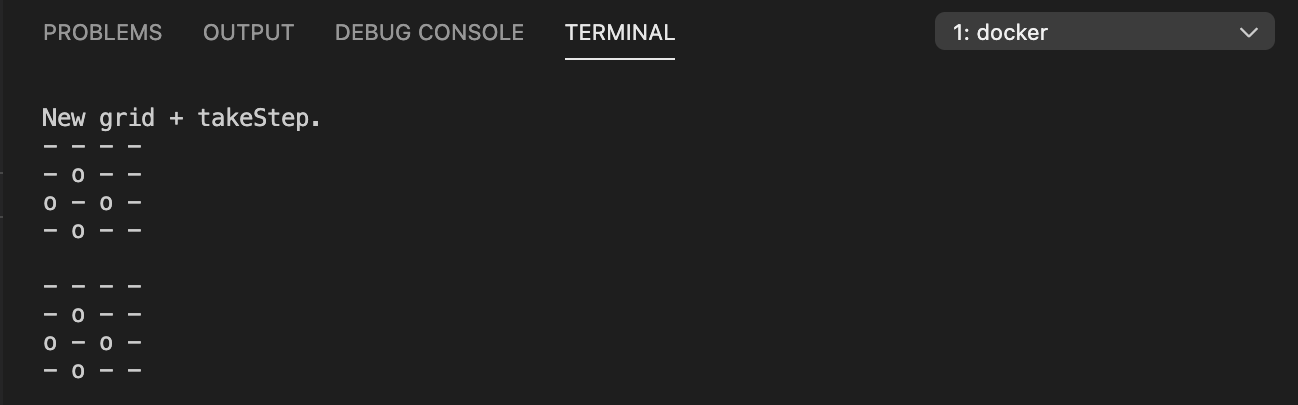 PROBLEMS OUTPUT DEBUG CONSOLE TERMINAL 1: docker
New grid + takeStep.
- - - -
- o - -
o - o -
- o - -

- - - -
- o - -
o - o -
- o - -